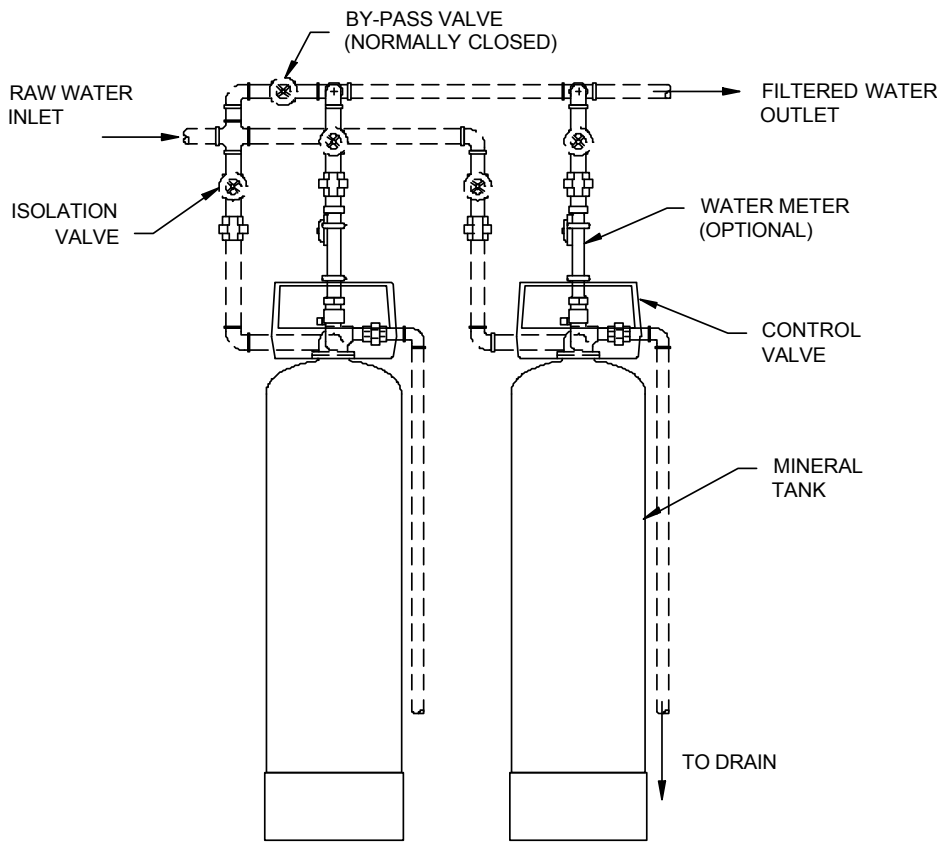 BY-PASS VALVE
(NORMALLY CLOSED)
RAW WATER
INLET
FILTERED WATER
OUTLET
ISOLATION
VALVE
WATER METER
(OPTIONAL)
CONTROL
VALVE
MINERAL
TANK
TO DRAIN